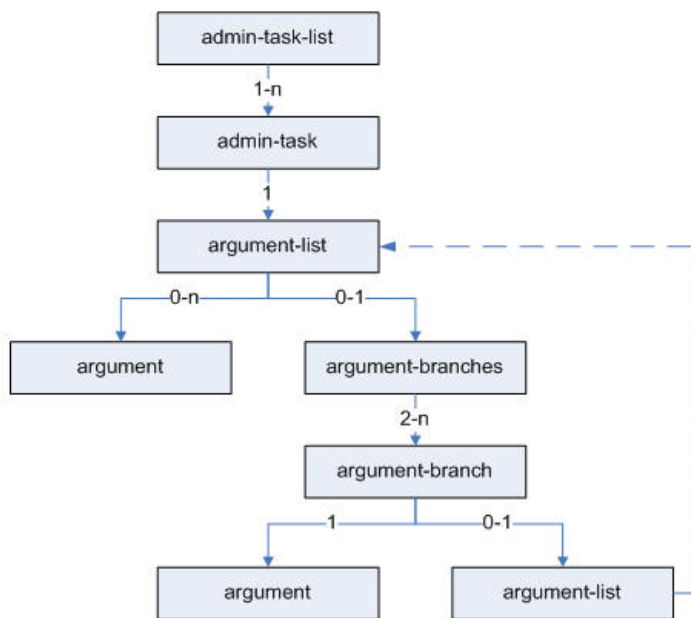 admin-task-list
1-n
admin-task
1
argument-list
0-n
0-1
argument
argument-branches
2-n
argument-branch
1
0-1
argument
argument-list